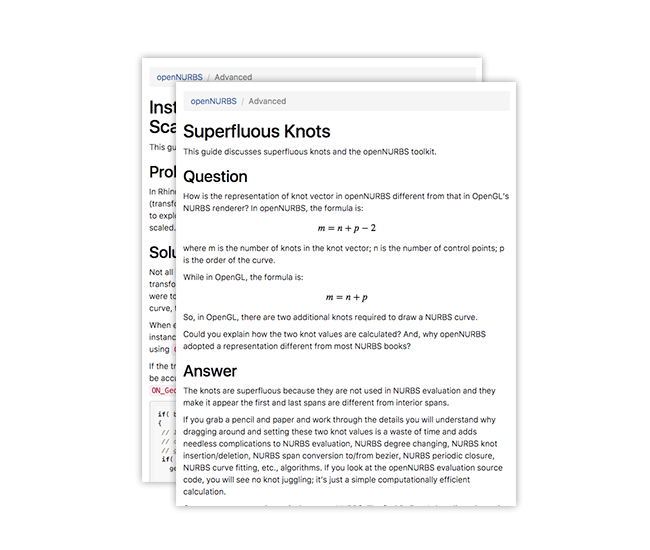 openNURBS / Advanced
Inst
Sca
This gu
Prol
In Rhin
(transfo
to explo
scaled.
Solu
Not all
transfo
were to
curve, t
When e
instanc
using
If the tr
be accu
ON_Geo
if( b
{
//
//
// g
if(
ge
openNURBS / Advanced
Superfluous Knots
This guide discusses superfluous knots and the openNURBS toolkit.
Question
How is the representation of knot vector in openNURBS different from that in OpenGL's
NURBS renderer? In openNURBS, the formula is:
m = n + p − 2
where m is the number of knots in the knot vector; n is the number of control points; p
is the order of the curve.
While in OpenGL, the formula is:
m = n + p
So, in OpenGL, there are two additional knots required to draw a NURBS curve.
Could you explain how the two knot values are calculated? And, why openNURBS
adopted a representation different from most NURBS books?
Answer
The knots are superfluous because they are not used in NURBS evaluation and they
make it appear the first and last spans are different from interior spans.
If you grab a pencil and paper and work through the details you will understand why
dragging around and setting these two knot values is a waste of time and adds
needless complications to NURBS evaluation, NURBS degree changing, NURBS knot
insertion/deletion, NURBS span conversion to/from bezier, NURBS periodic closure,
NURBS curve fitting, etc., algorithms. If you look at the openNURBS evaluation source
code, you will see no knot juggling; it's just a simple computationally efficient
calculation.